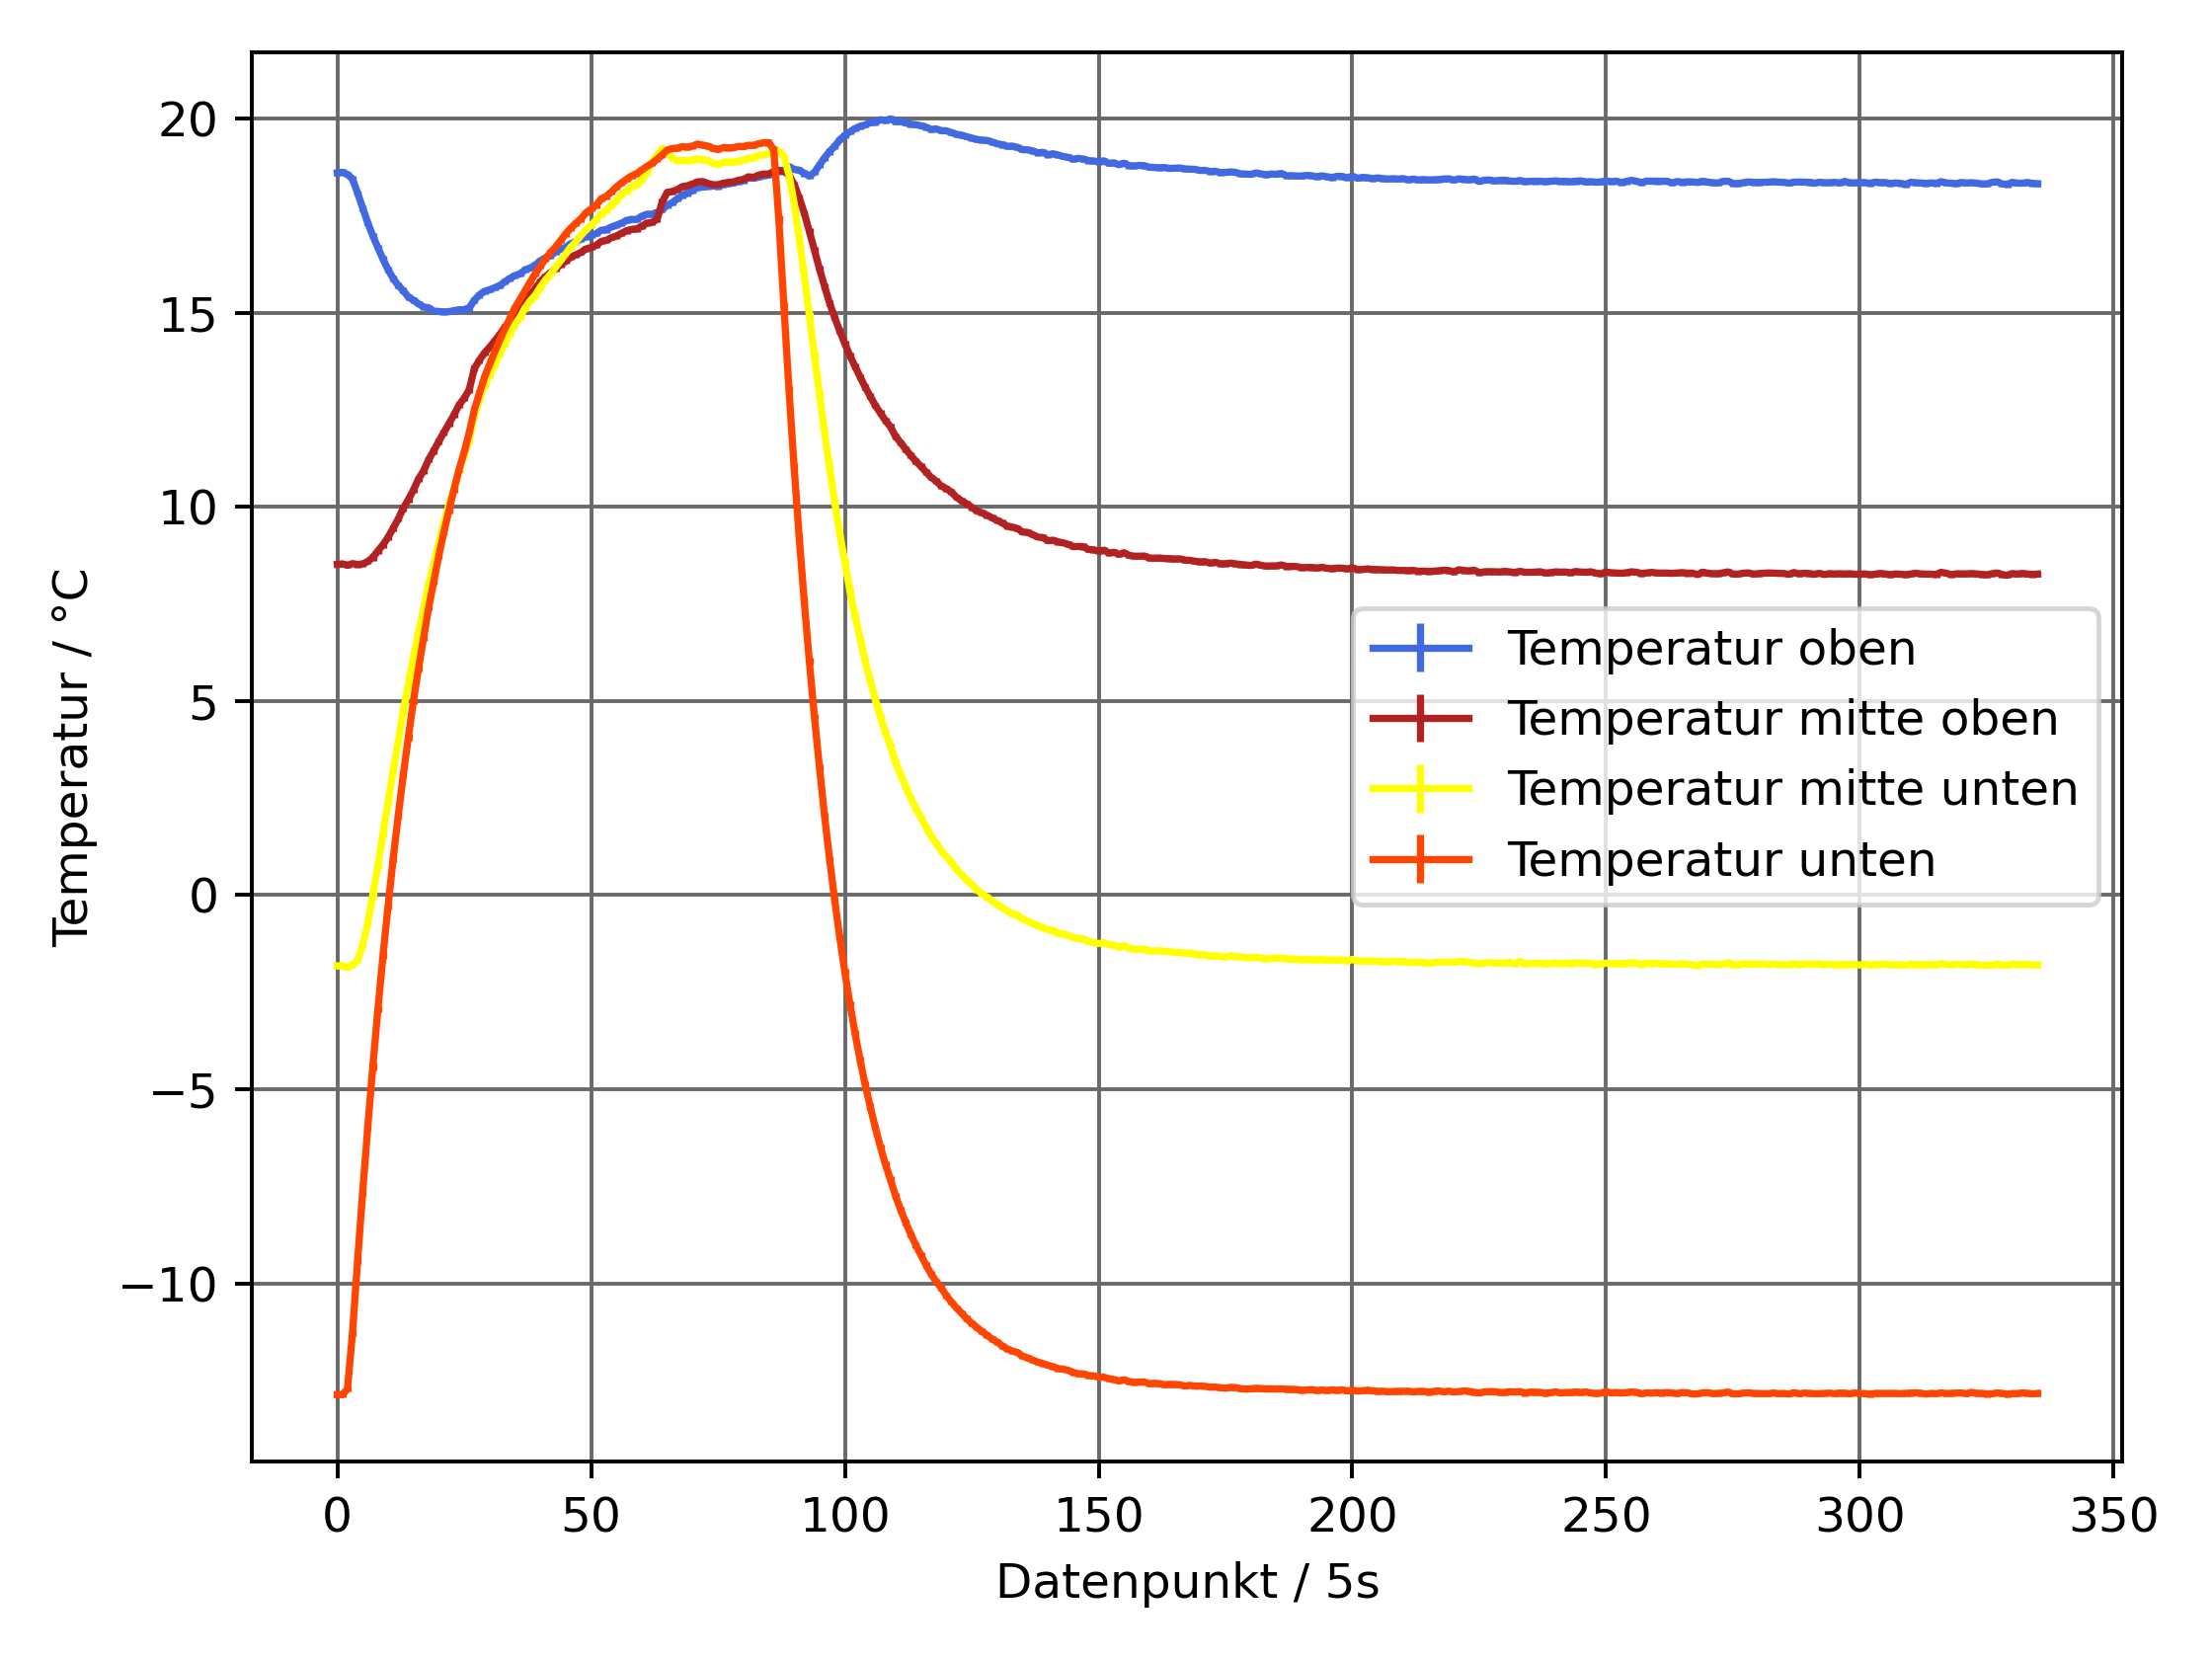 20
15
10
5
0
−5
−10
Temperatur / °C
Temperatur oben
Temperatur mitte oben
Temperatur mitte unten
Temperatur unten
0 50 100 150 200 250 300 350
Datenpunkt / 5s